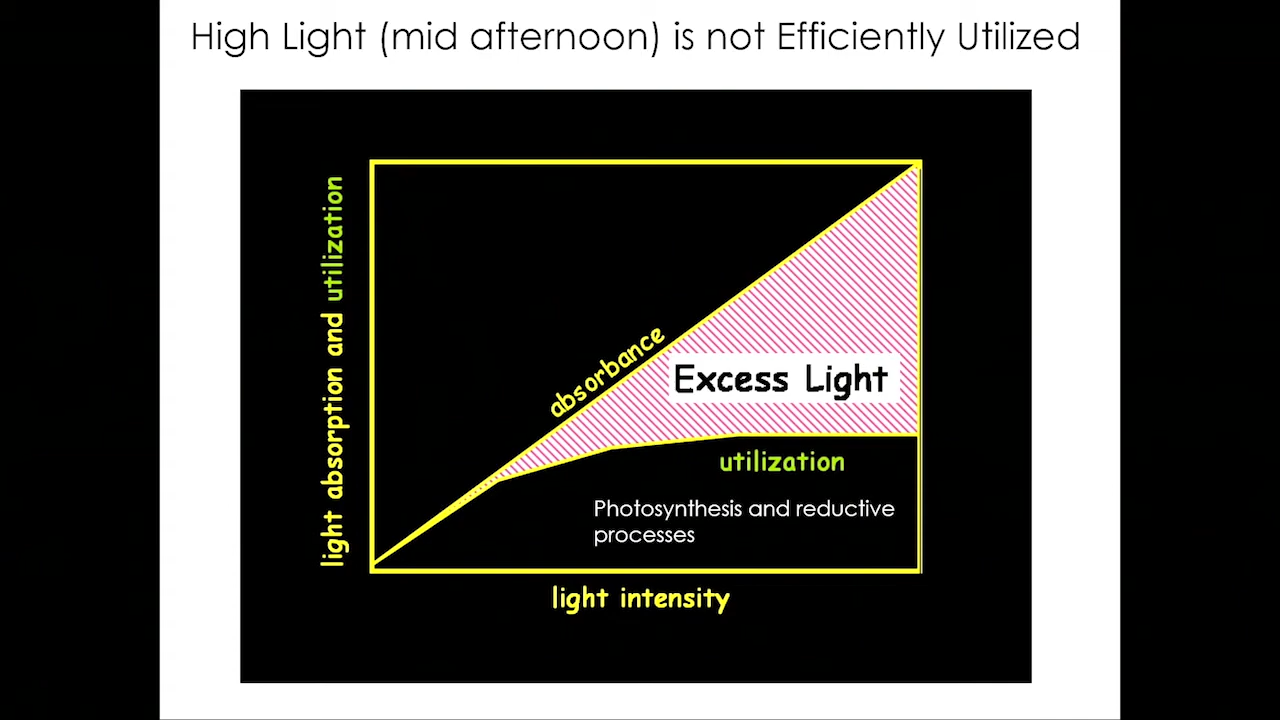 High Light (mid afternoon) is not Efficiently Utilized
light absorption and utilization
absorbance
Excess Light
utilization
Photosynthesis and reductive
processes
light intensity